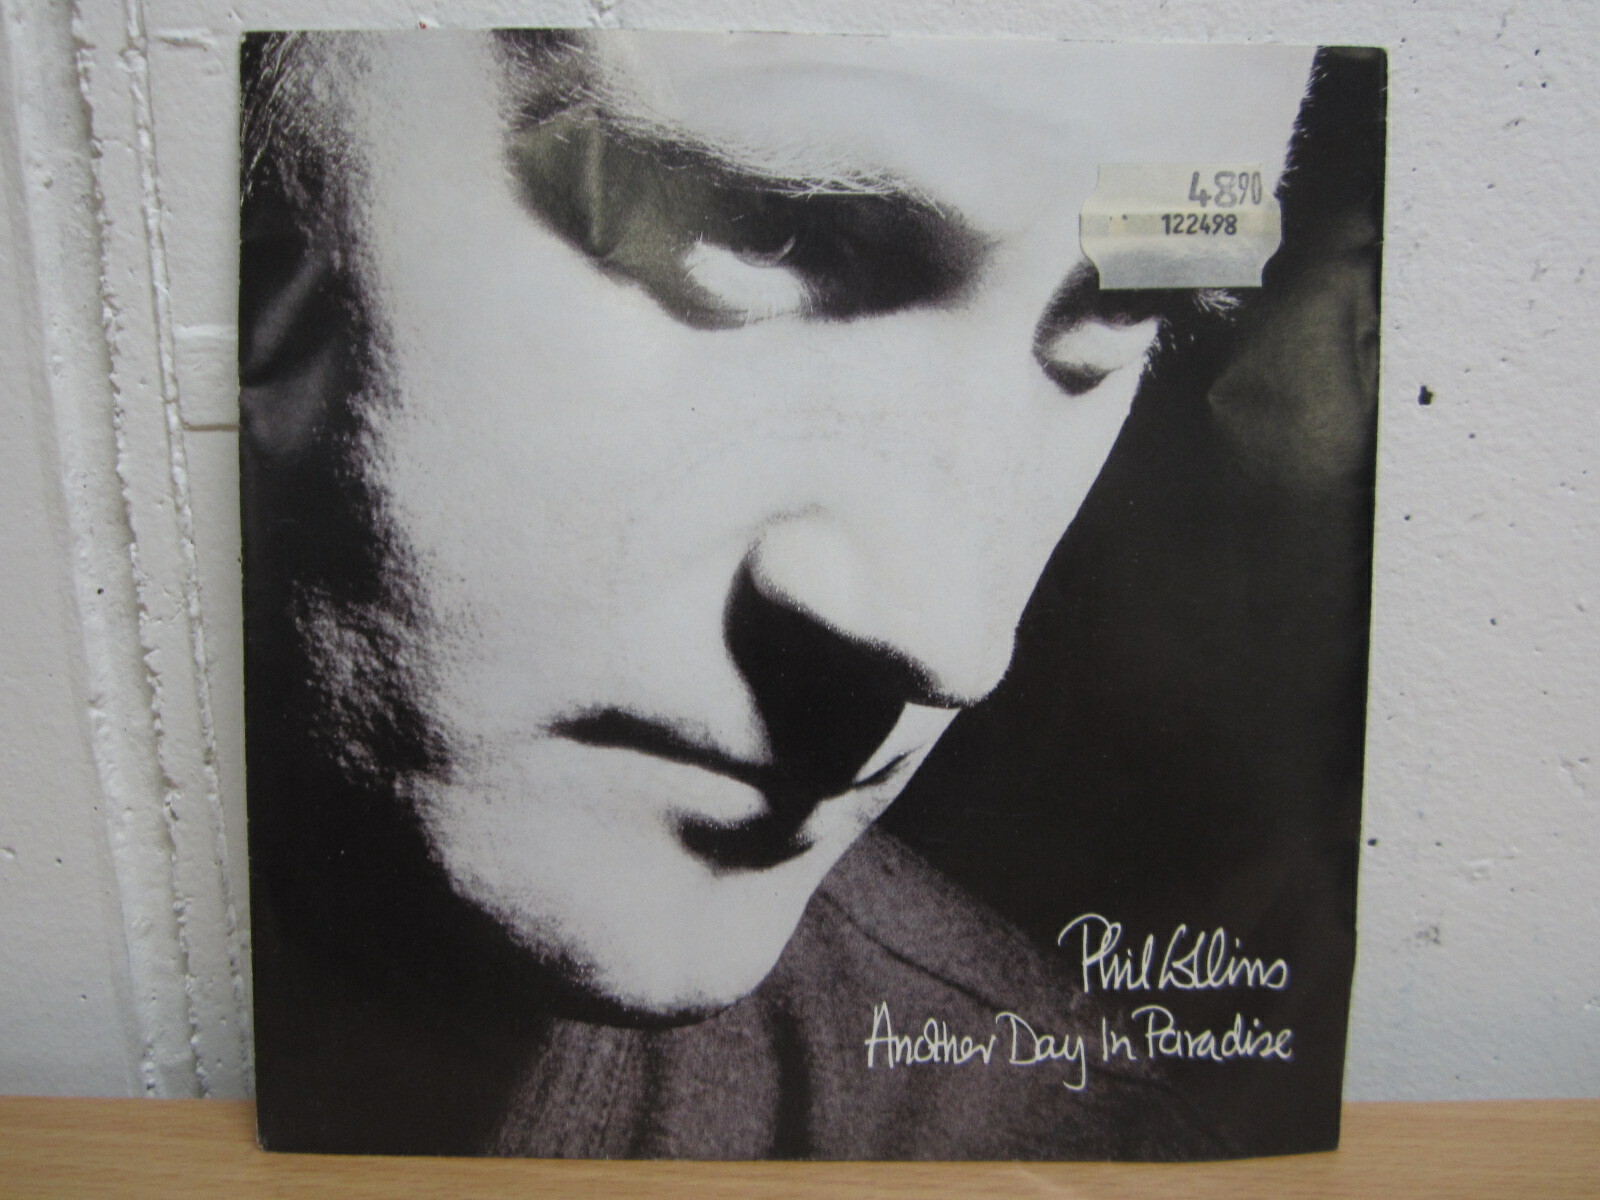 4890
122498
Phil Collins
Another Day In Paradise